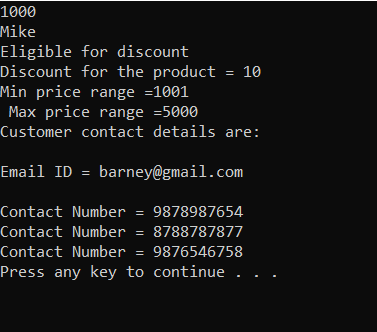 1000
Mike
Eligible for discount
Discount for the product = 10
Min price range =1001
 Max price range =5000
Customer contact details are:
Email ID = barney@gmail.com
Contact Number = 9878987654
Contact Number = 8788787877
Contact Number = 9876546758
Press any key to continue . . .